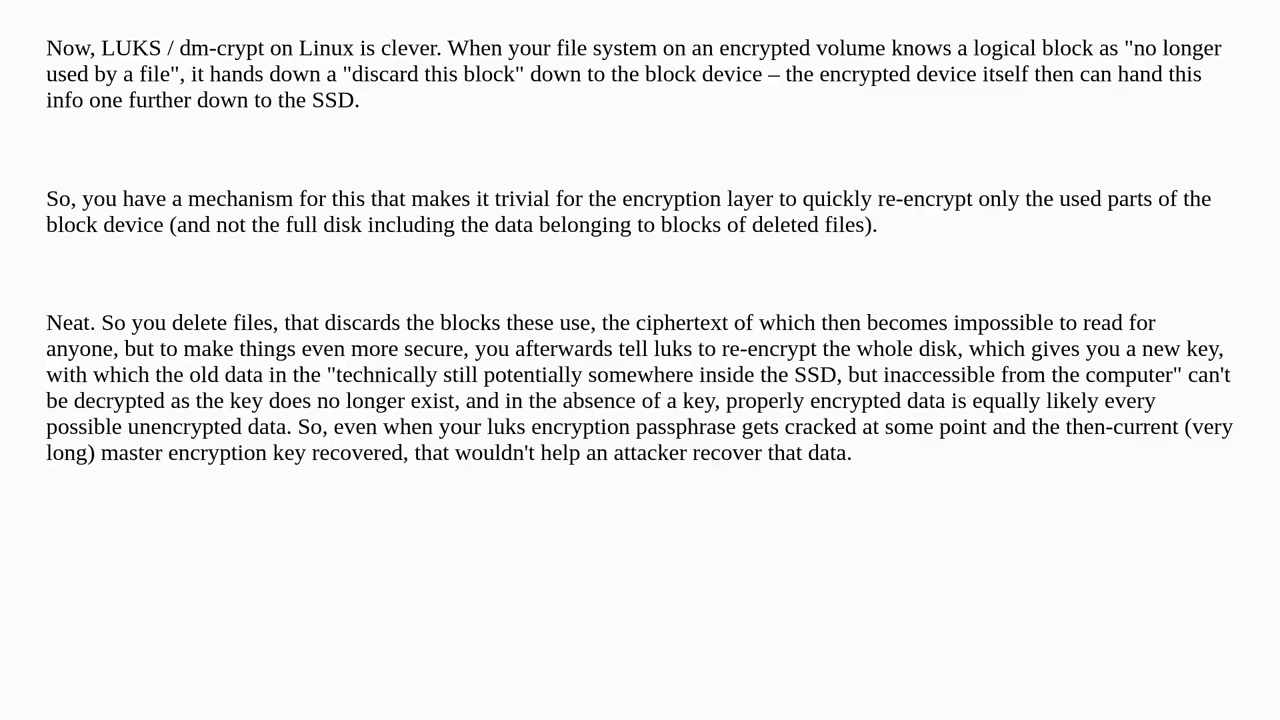 Now, LUKS / dm-crypt on Linux is clever. When your file system on an encrypted volume knows a logical block as "no longer
used by a file", it hands down a "discard this block" down to the block device – the encrypted device itself then can hand this
info one further down to the SSD.
So, you have a mechanism for this that makes it trivial for the encryption layer to quickly re-encrypt only the used parts of the
block device (and not the full disk including the data belonging to blocks of deleted files).
Neat. So you delete files, that discards the blocks these use, the ciphertext of which then becomes impossible to read for
anyone, but to make things even more secure, you afterwards tell luks to re-encrypt the whole disk, which gives you a new key,
with which the old data in the "technically still potentially somewhere inside the SSD, but inaccessible from the computer" can't
be decrypted as the key does no longer exist, and in the absence of a key, properly encrypted data is equally likely every
possible unencrypted data. So, even when your luks encryption passphrase gets cracked at some point and the then-current (very
long) master encryption key recovered, that wouldn't help an attacker recover that data.